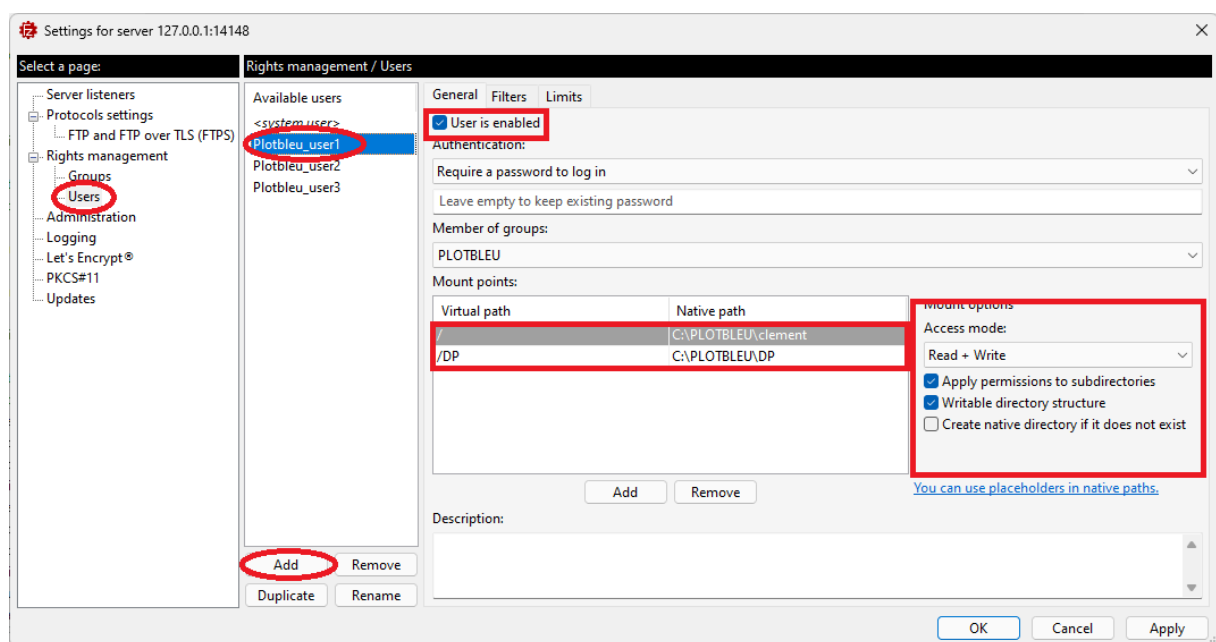 Settings for server 127.0.0.1:14148
Select a page:
Server listeners
Protocols settings
FTP and FTP over TLS (FTPS)
Rights management
Groups
Users
Administration
Logging
Let's Encrypt®
PKCS#11
Updates
Rights management / Users
Available users
<system user>
Plotbleu_user1
Plotbleu_user2
Plotbleu_user3
Add Remove
Duplicate Rename
General Filters Limits
User is enabled
Authentication:
Require a password to log in
Leave empty to keep existing password
Member of groups:
PLOTBLEU
Mount points:
Virtual path Native path
/ C:\PLOTBLEU\clement
/DP C:\PLOTBLEU\DP
Add Remove
Mount options
Access mode:
Read + Write
Apply permissions to subdirectories
Writable directory structure
Create native directory if it does not exist
You can use placeholders in native paths.
Description:
OK Cancel Apply